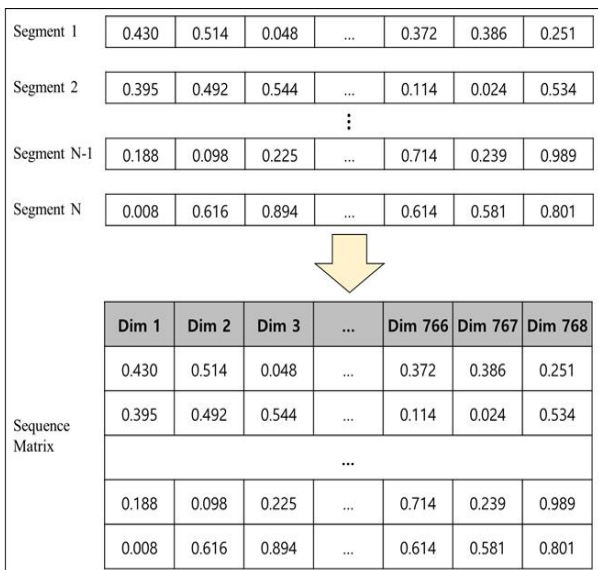 Segment 1 0.430 0.514 0.048 ... 0.372 0.386 0.251
Segment 2 0.395 0.492 0.544 ... 0.114 0.024 0.534
⋮
Segment N-1 0.188 0.098 0.225 ... 0.714 0.239 0.989
Segment N 0.008 0.616 0.894 ... 0.614 0.581 0.801
Dim 1 Dim 2 Dim 3 ... Dim 766 Dim 767 Dim 768
0.430 0.514 0.048 ... 0.372 0.386 0.251
0.395 0.492 0.544 ... 0.114 0.024 0.534
Sequence
Matrix
...
0.188 0.098 0.225 ... 0.714 0.239 0.989
0.008 0.616 0.894 ... 0.614 0.581 0.801